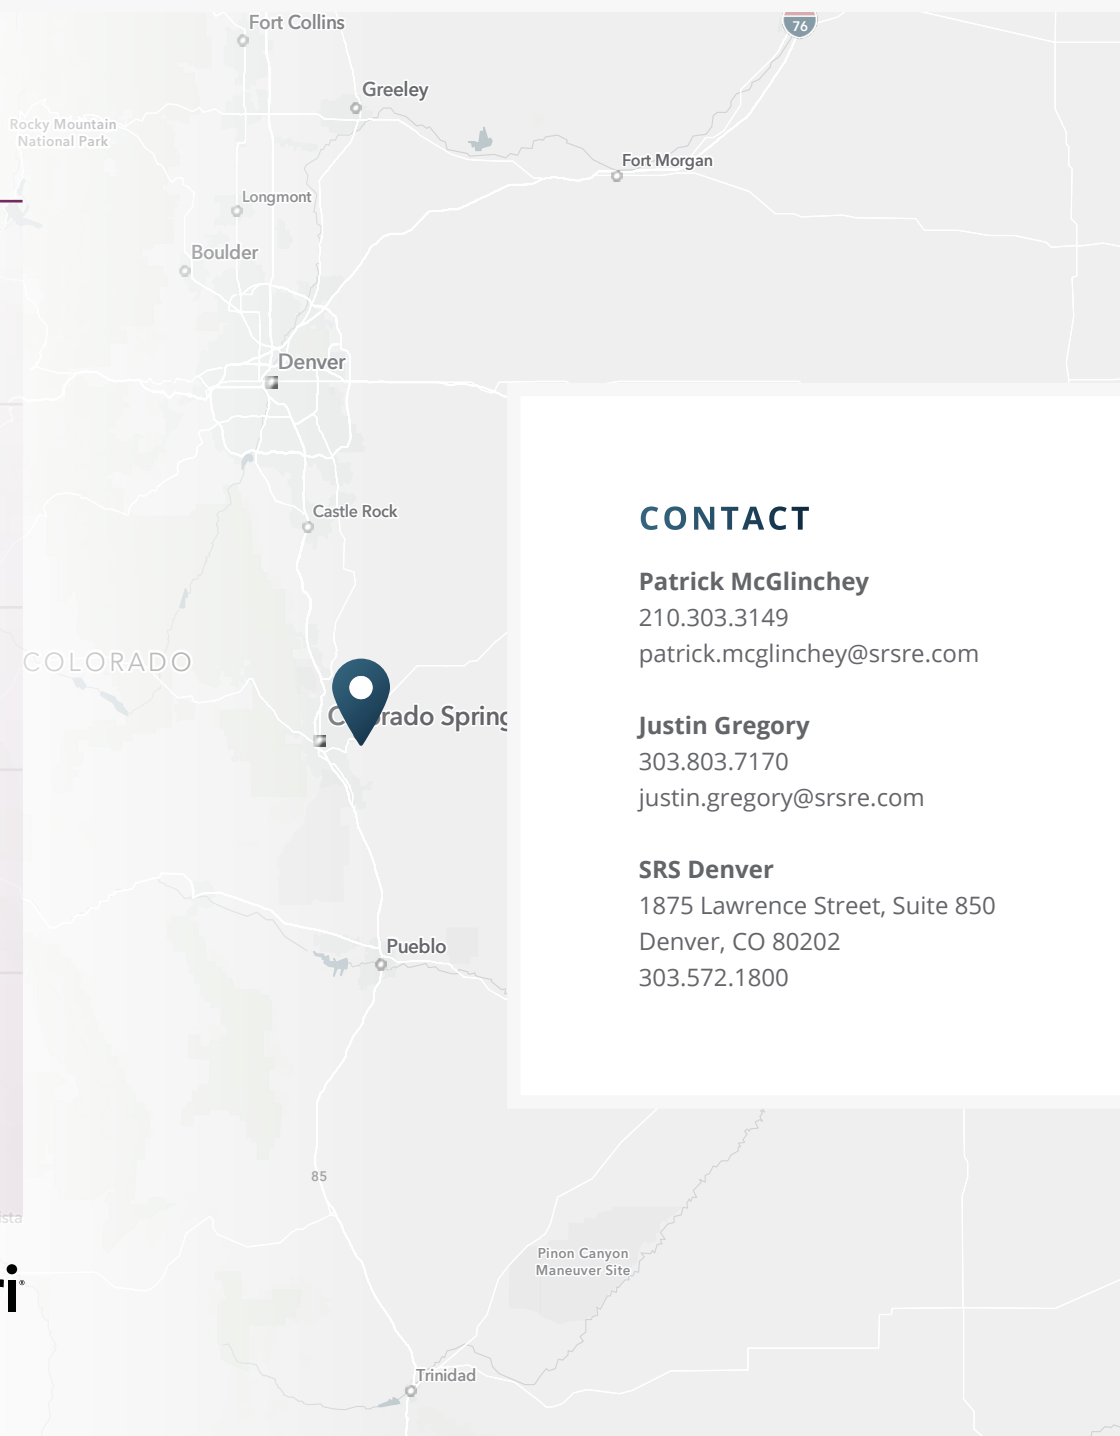 Fort Collins
76
Greeley
Rocky Mountain
National Park
Fort Morgan
Longmont
Boulder
Denver
CONTACT
Castle Rock
Patrick McGlinchey
210.303.3149
patrick.mcglinchey@srsre.com
COLORADO
Justin Gregory
303.803.7170
justin.gregory@srsre.com
SRS Denver
1875 Lawrence Street, Suite 850
Denver, CO 80202
303.572.1800
Pueblo
85
Pinon Canyon
Maneuver Site
Trinidad